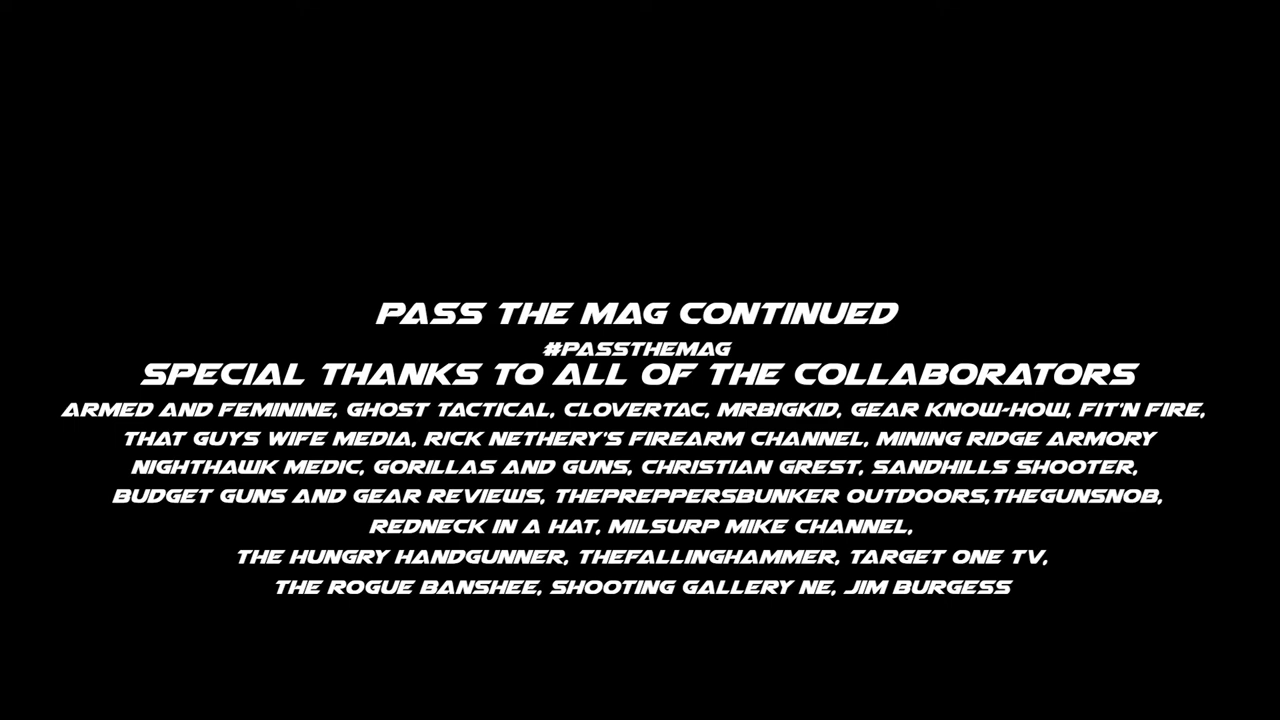 PASS THE MAG CONTINUED
#PASSTHEMAG
SPECIAL THANKS TO ALL OF THE COLLABORATORS
ARMED AND FEMININE, GHOST TACTICAL, CLOVERTAC, MRBIGKID, GEAR KNOW-HOW, FIT'N FIRE,
THAT GUYS WIFE MEDIA, RICK NETHERY'S FIREARM CHANNEL, MINING RIDGE ARMORY
NIGHTHAWK MEDIC, GORILLAS AND GUNS, CHRISTIAN GREST, SANDHILLS SHOOTER,
BUDGET GUNS AND GEAR REVIEWS, THEPREPPERSBUNKER OUTDOORS,THEGUNSNOB,
REDNECK IN A HAT, MILSURP MIKE CHANNEL,
THE HUNGRY HANDGUNNER, THEFALLINGHAMMER, TARGET ONE TV,
THE ROGUE BANSHEE, SHOOTING GALLERY NE, JIM BURGESS